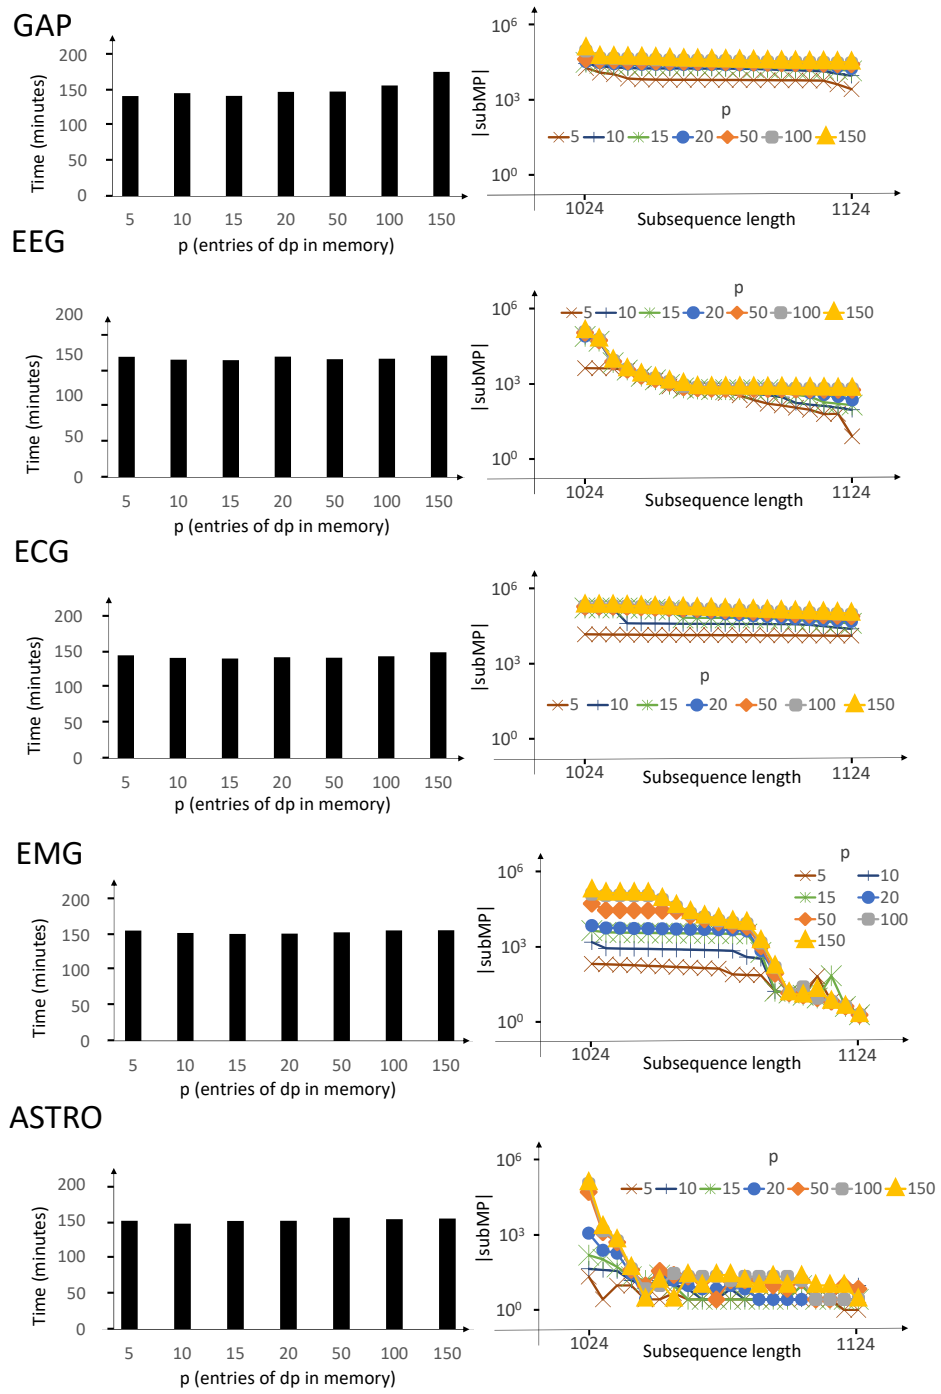 GAP
Time (minutes)
200
150
100
50
0
5 10 15 20 50 100 150
p (entries of dp in memory)
|subMP|
10⁶
10³
10⁰
p
5 10 15 20 50 100 150
1024 1124
Subsequence length
EEG
Time (minutes)
200
150
100
50
0
5 10 15 20 50 100 150
p (entries of dp in memory)
|subMP|
10⁶
10³
10⁰
p
5 10 15 20 50 100 150
1024 1124
Subsequence length
ECG
Time (minutes)
200
150
100
50
0
5 10 15 20 50 100 150
p (entries of dp in memory)
|subMP|
10⁶
10³
10⁰
p
5 10 15 20 50 100 150
1024 1124
Subsequence length
EMG
Time (minutes)
200
150
100
50
0
5 10 15 20 50 100 150
p (entries of dp in memory)
|subMP|
10⁶
10³
10⁰
p
5 10
15 20
50 100
150
1024 1124
Subsequence length
ASTRO
Time (minutes)
200
150
100
50
0
5 10 15 20 50 100 150
p (entries of dp in memory)
|subMP|
10⁶
10³
10⁰
p
5 10 15 20 50 100 150
1024 1124
Subsequence length